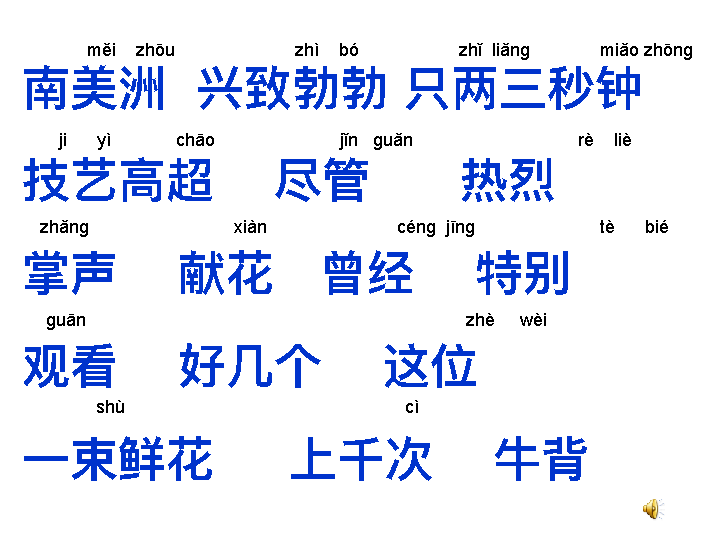 měi zhōu zhì bó zhǐ liǎng miǎo zhōng
南美洲 兴致勃勃 只两三秒钟
ji yì chāo jǐn guǎn rè liè
技艺高超 尽管 热烈
zhǎng xiàn céng jīng tè bié
掌声 献花 曾经 特别
guān zhè wèi
观看 好几个 这位
shù cì
一束鲜花 上千次 牛背